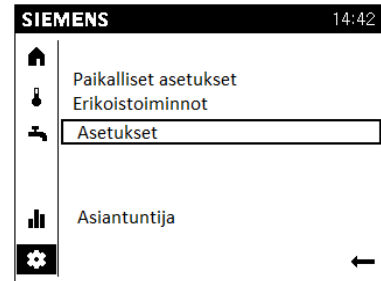 SIEMENS 14:42
Paikalliset asetukset
Erikoistoiminnot
Asetukset
Asiantuntija